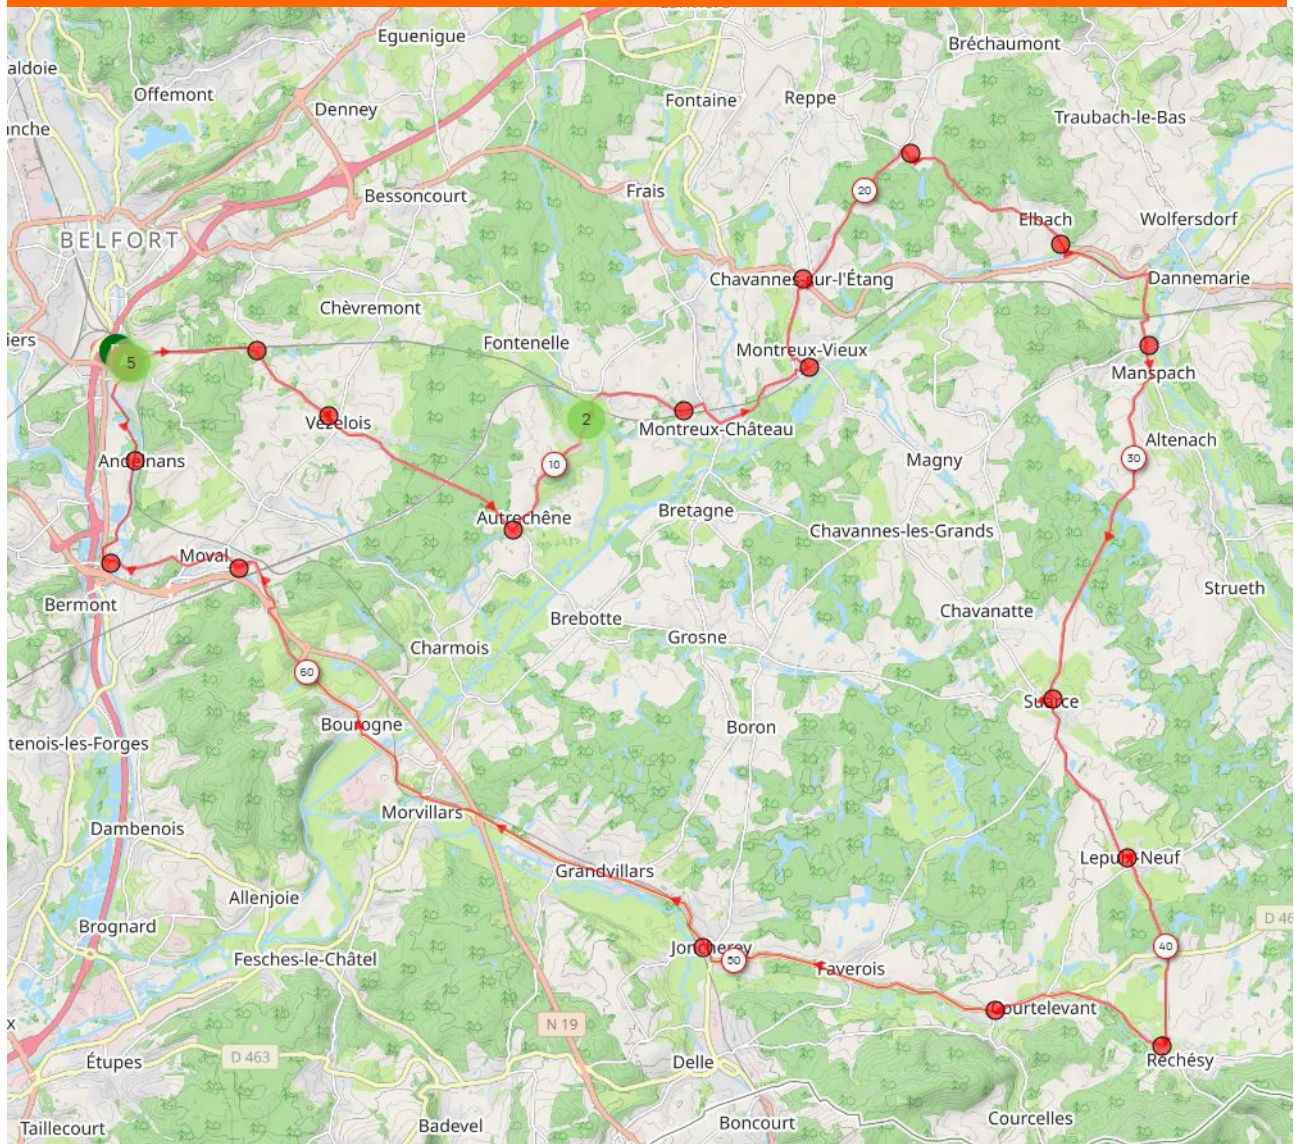 Eguenigue
Bréchaumont
aldoie
Offemont
Denney
Fontaine
Reppe
Traubach-le-Bas
anche
Bessoncourt
Frais
20
Elbach
Wolfersdorf
BELFORT
Chavannes-sur-l'Étang
Dannemarie
Chèvremont
iers
5
Fontenelle
Montreux-Vieux
Manspach
Vézelois
2
Montreux-Château
Altenach
Andelnans
10
Magny
30
Autrechêne
Bretagne
Chavannes-les-Grands
Moval
Bermont
Strueth
Brebotte
Chavanatte
Grosne
Charmois
60
Suarce
Bourogne
Boron
tenois-les-Forges
Morvillars
Dambenois
Lepuix-Neuf
Grandvillars
Allenjoie
Brognard
D 46
Joncherey
40
Fesches-le-Châtel
50
Faverois
Courtelevant
x
N 19
Étupes
D 463
Delle
Réchésy
Courcelles
Taillecourt
Badevel
Boncourt